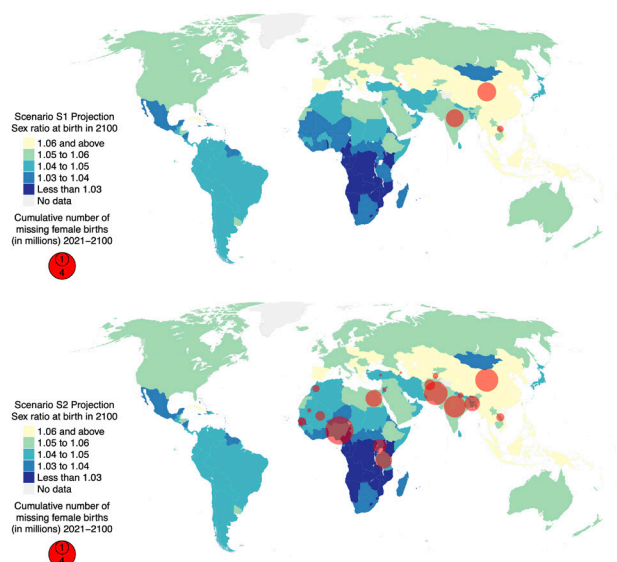 Scenario S1 Projection
Sex ratio at birth in 2100
1.06 and above
1.05 to 1.06
1.04 to 1.05
1.03 to 1.04
Less than 1.03
No data
Cumulative number of
missing female births
(in millions) 2021–2100
1
4
Scenario S2 Projection
Sex ratio at birth in 2100
1.06 and above
1.05 to 1.06
1.04 to 1.05
1.03 to 1.04
Less than 1.03
No data
Cumulative number of
missing female births
(in millions) 2021–2100
1
4